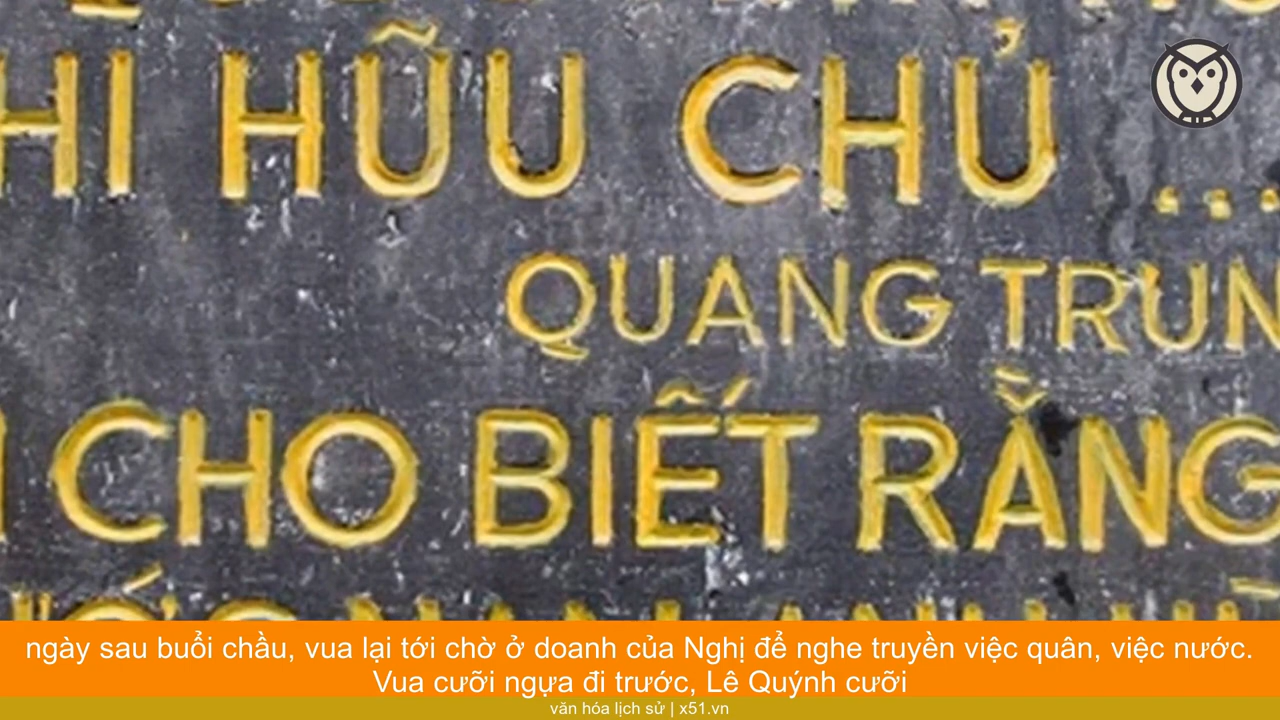 HI HỮU CHỦ ...
QUANG TRUN
CHO BIẾT RẰNG
ngày sau buổi chầu, vua lại tới chờ ở doanh của Nghị để nghe truyền việc quân, việc nước.
Vua cưỡi ngựa đi trước, Lê Quýnh cưỡi
văn hóa lịch sử | x51.vn